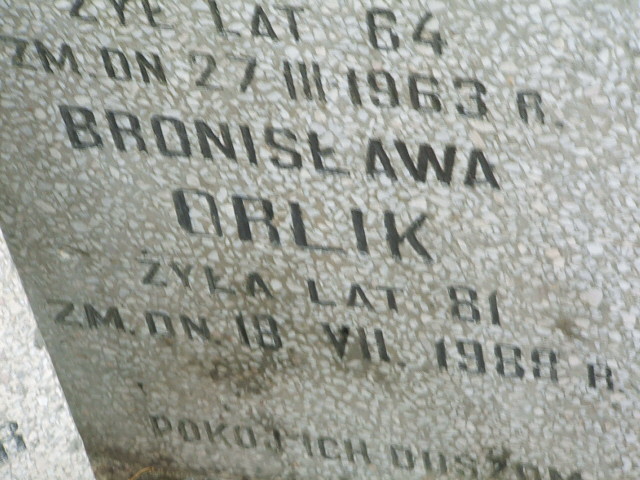 ŻYŁ LAT 64
ZM. DN 27 III 1963 R.
BRONISŁAWA
ORLIK
ŻYŁA LAT 81
ZM. DN 18 VII. 1988 R.
POKÓJ ICH DUSZOM